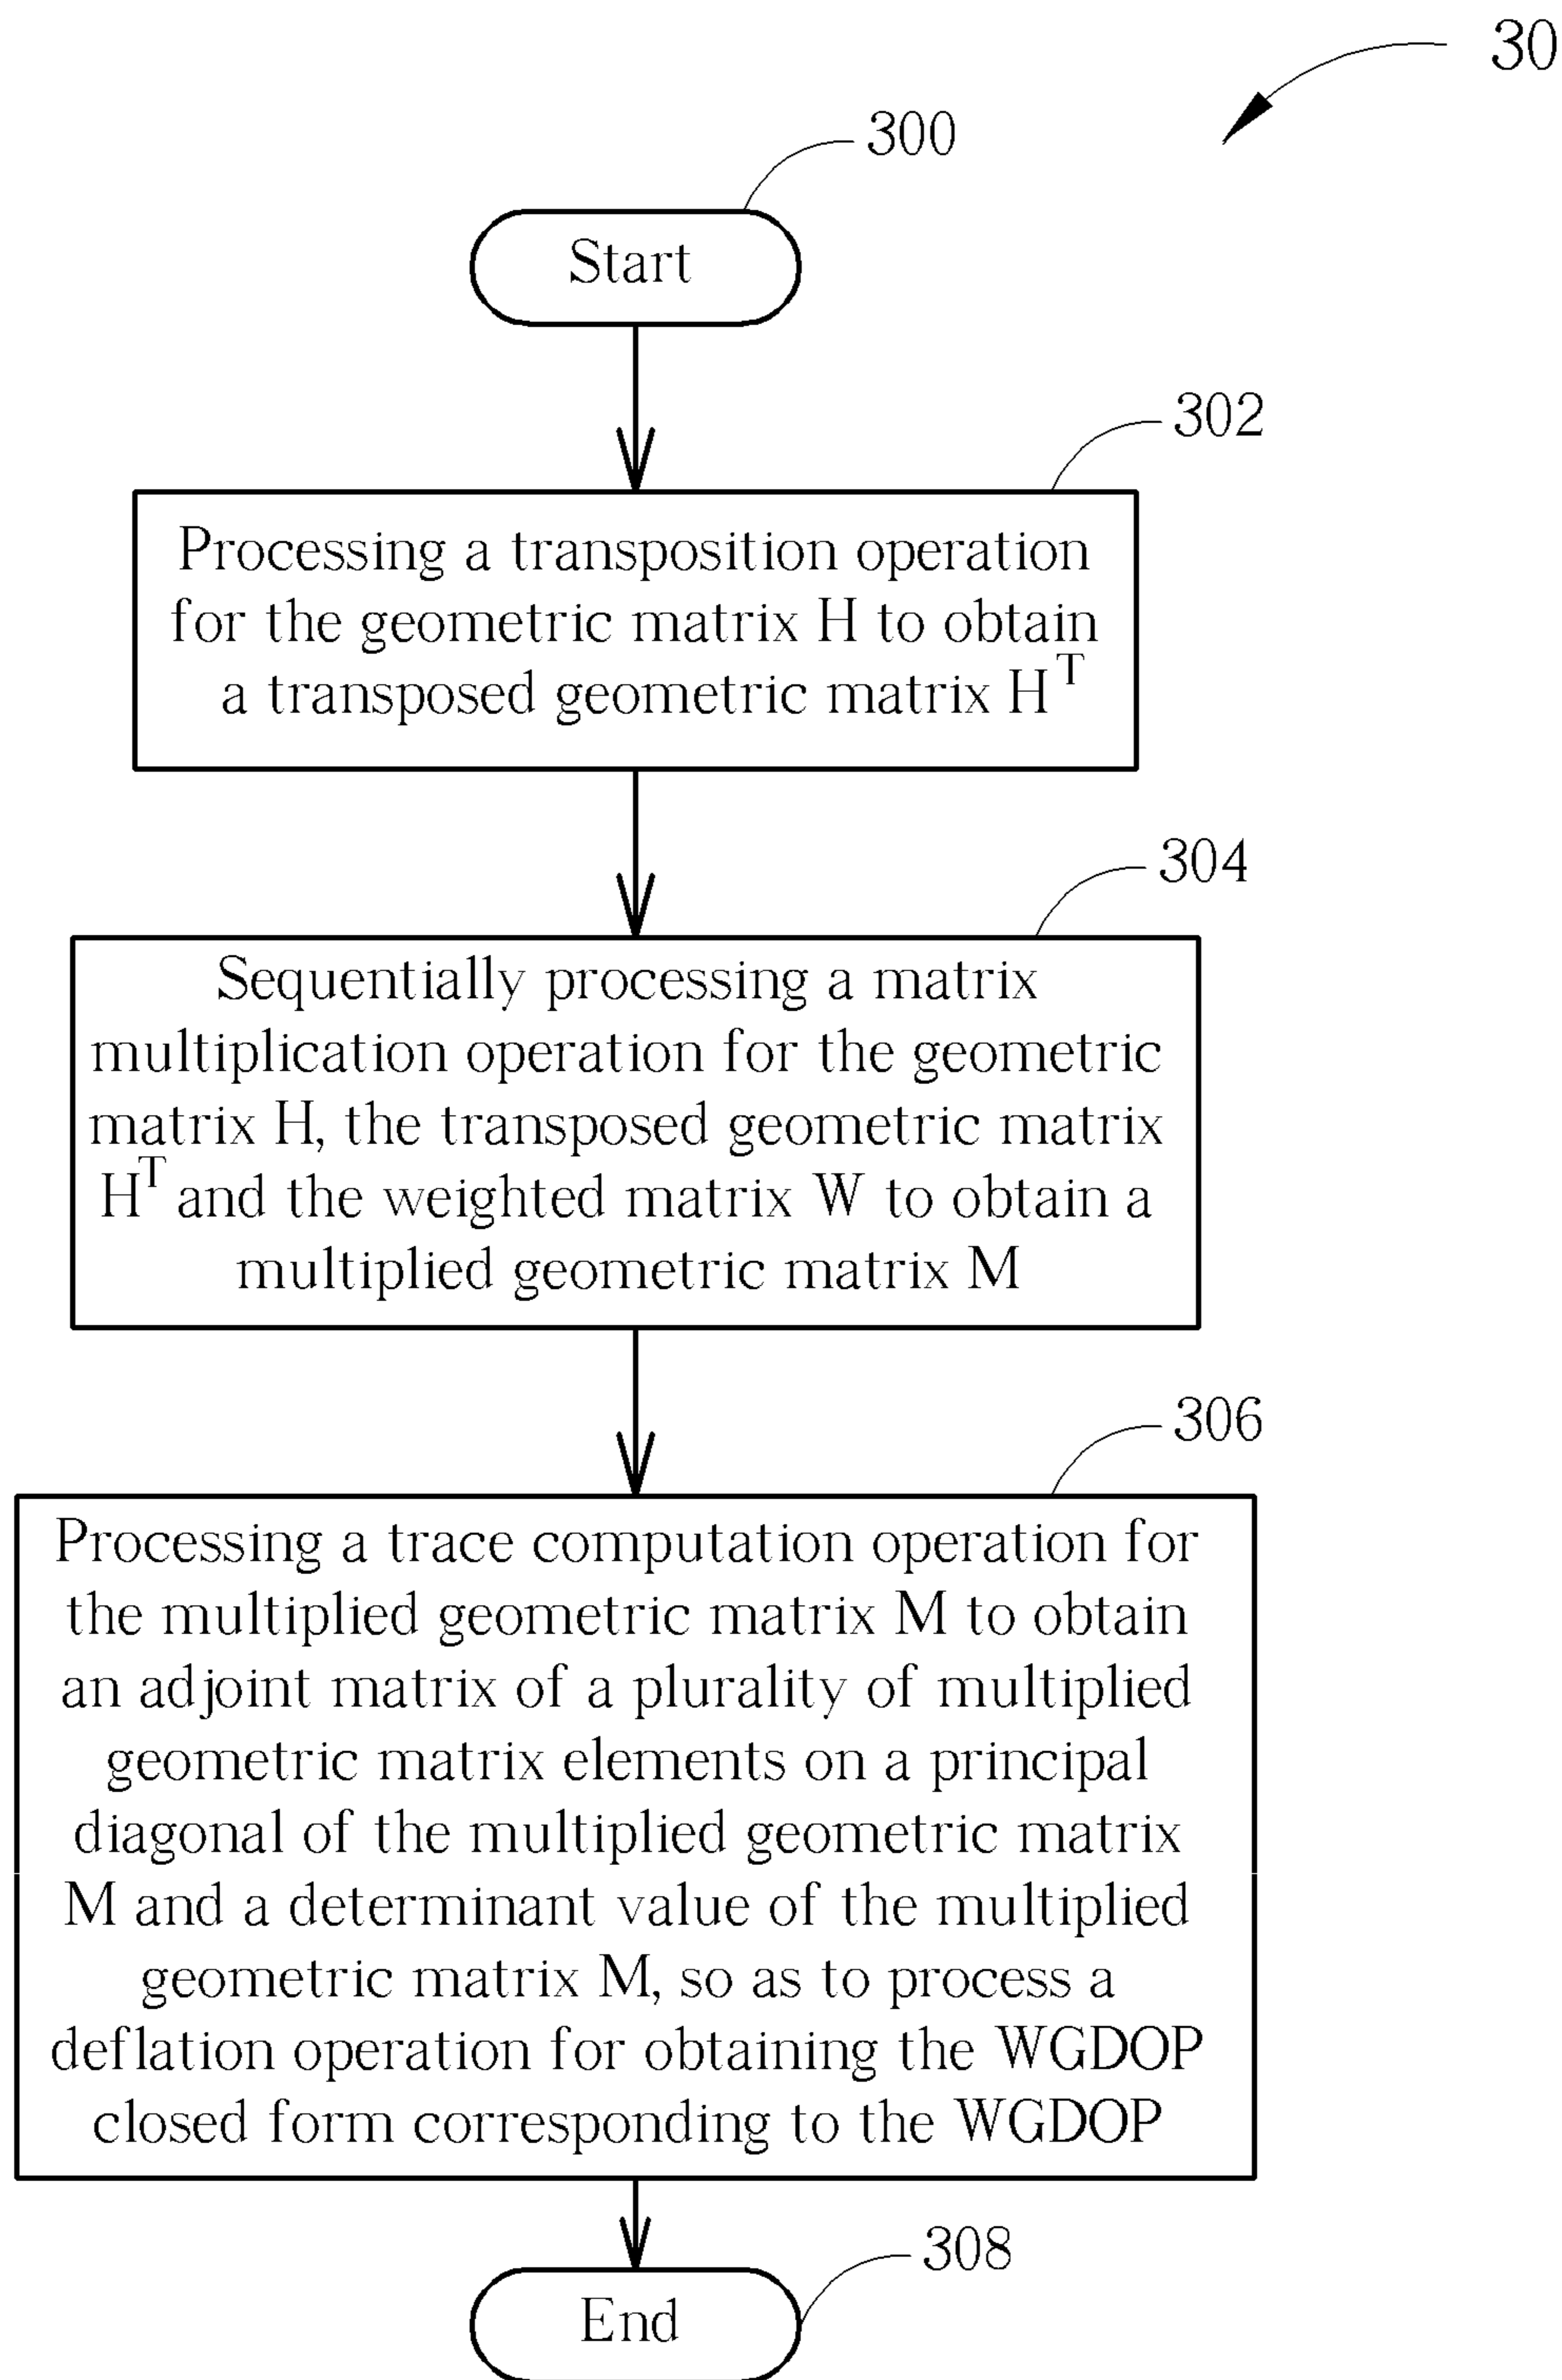 30
300
Start
302
Processing a transposition operation
for the geometric matrix H to obtain
a transposed geometric matrix H^T
304
Sequentially processing a matrix
multiplication operation for the geometric
matrix H, the transposed geometric matrix
H^T and the weighted matrix W to obtain a
multiplied geometric matrix M
306
Processing a trace computation operation for
the multiplied geometric matrix M to obtain
an adjoint matrix of a plurality of multiplied
geometric matrix elements on a principal
diagonal of the multiplied geometric matrix
M and a determinant value of the multiplied
geometric matrix M, so as to process a
deflation operation for obtaining the WGDOP
closed form corresponding to the WGDOP
308
End